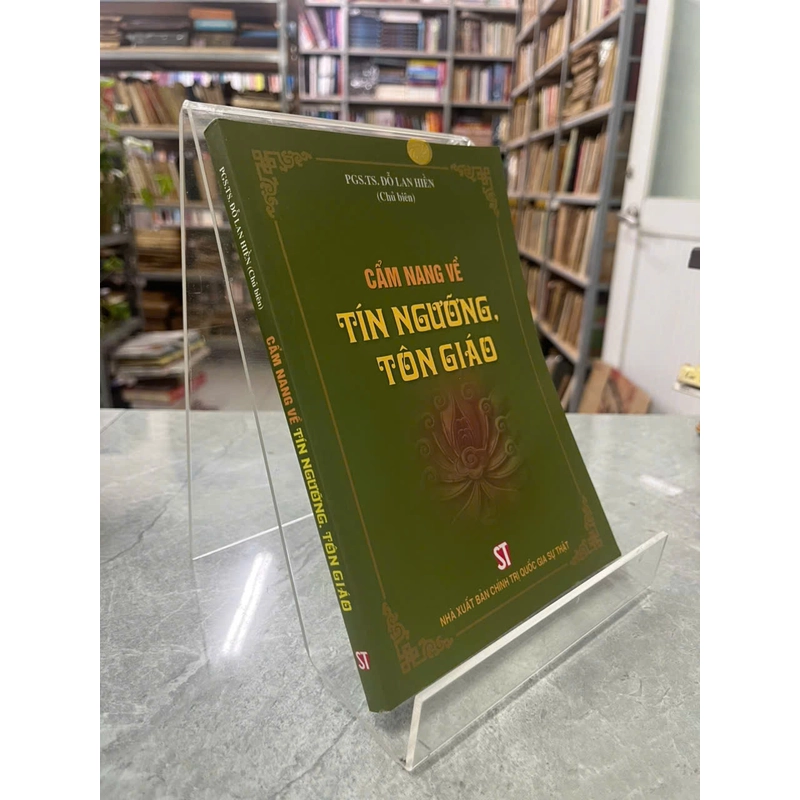 PGS.TS. ĐỖ LAN HIỀN
(Chủ biên)
CẨM NANG VỀ
TÍN NGƯỠNG,
TÔN GIÁO
ST
NHÀ XUẤT BẢN CHÍNH TRỊ QUỐC GIA SỰ THẬT
PGS.TS. ĐỖ LAN HIỀN (Chủ biên)
CẨM NANG VỀ TÍN NGƯỠNG, TÔN GIÁO
ST